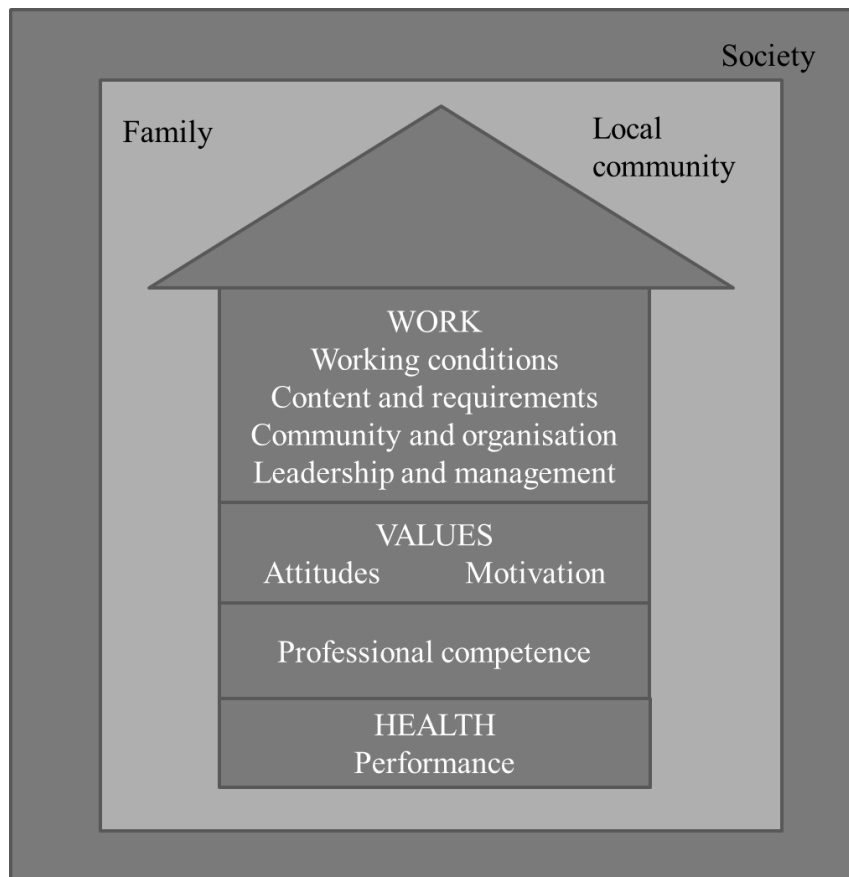 Society
Family
Local
community
WORK
Working conditions
Content and requirements
Community and organisation
Leadership and management
VALUES
Attitudes Motivation
Professional competence
HEALTH
Performance